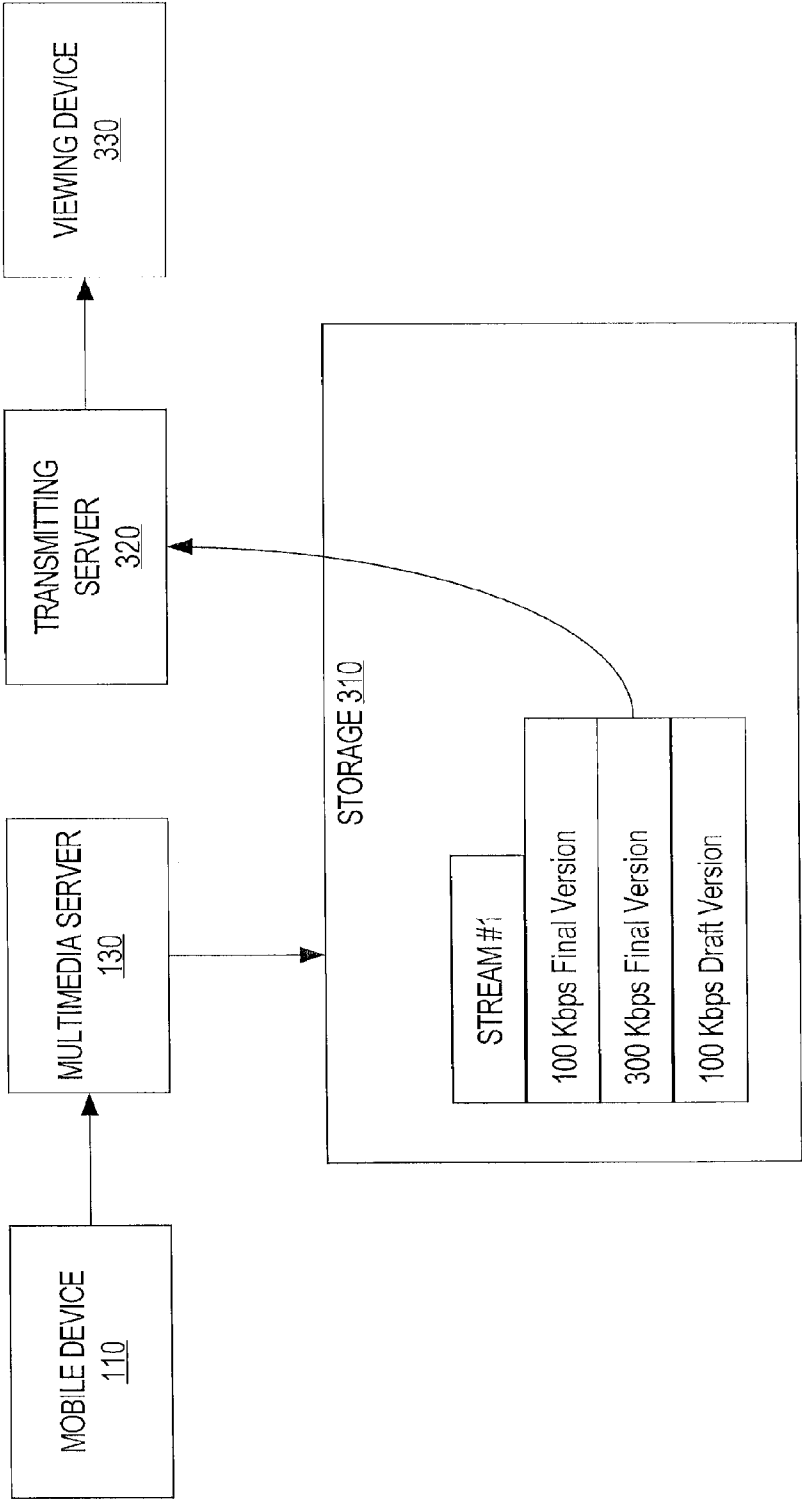 MOBILE DEVICE
110
MULTIMEDIA SERVER
130
TRANSMITTING
SERVER
320
VIEWING DEVICE
330
STORAGE 310
STREAM #1
100 Kbps Final Version
300 Kbps Final Version
100 Kbps Draft Version